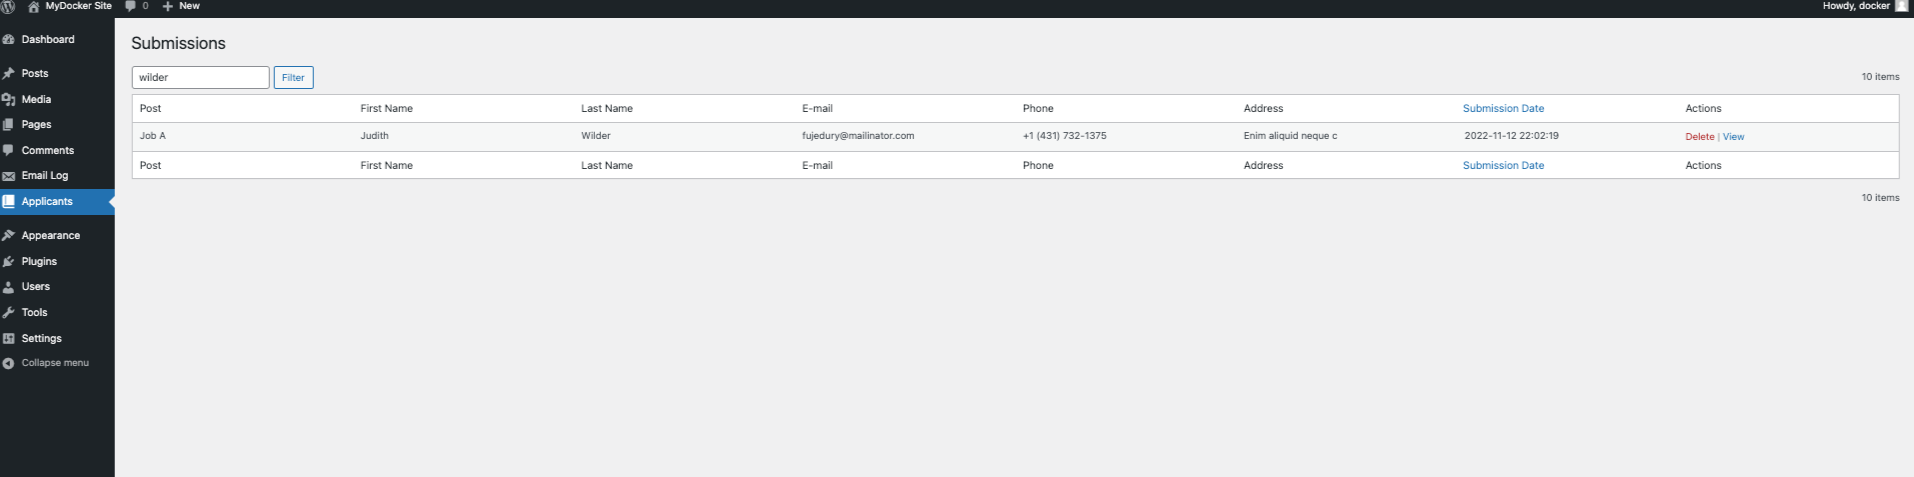 MyDocker Site 0 New Howdy, docker
Dashboard
Posts
Media
Pages
Comments
Email Log
Applicants
Appearance
Plugins
Users
Tools
Settings
Collapse menu
Submissions
wilder Filter 10 items
Post First Name Last Name E-mail Phone Address Submission Date Actions
Job A Judith Wilder fujedury@mailinator.com +1 (431) 732-1375 Enim aliquid neque c 2022-11-12 22:02:19 Delete | View
Post First Name Last Name E-mail Phone Address Submission Date Actions
10 items